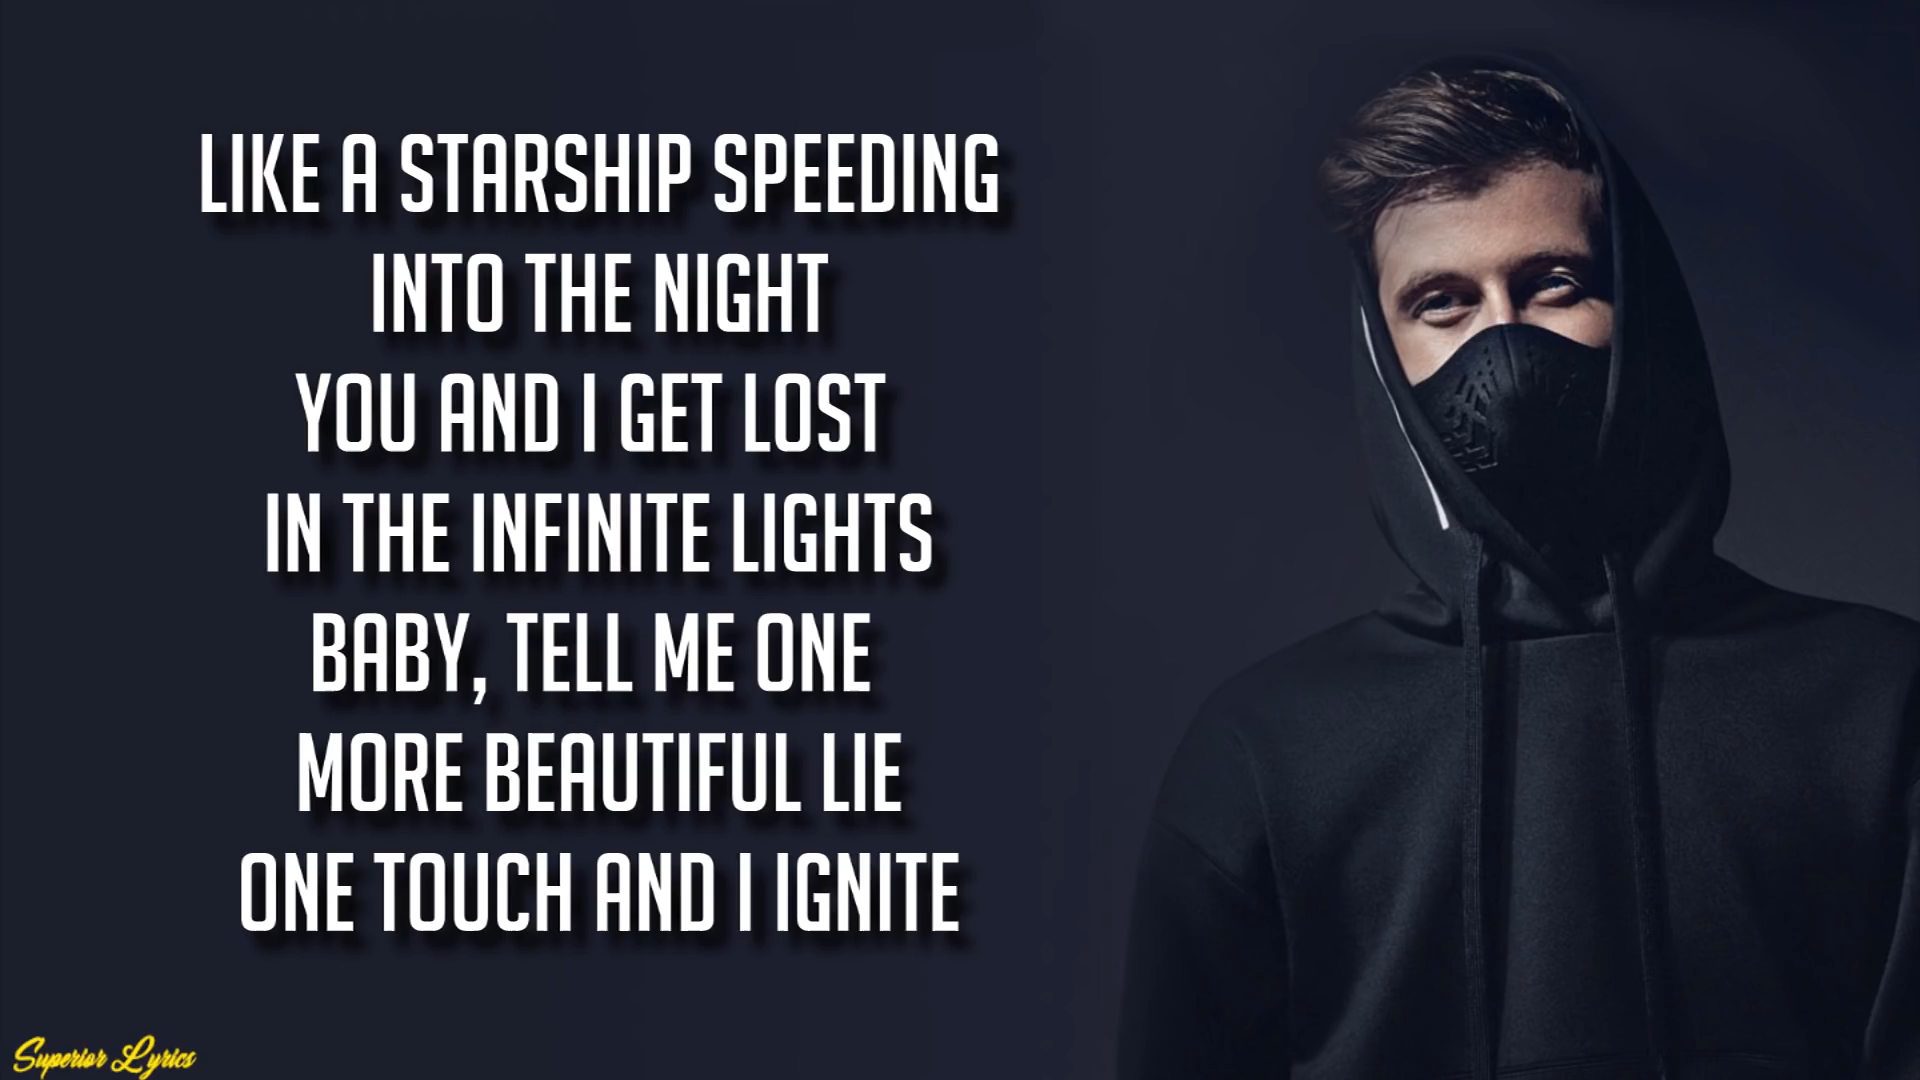 LIKE A STARSHIP SPEEDING
INTO THE NIGHT
YOU AND I GET LOST
IN THE INFINITE LIGHTS
BABY, TELL ME ONE
MORE BEAUTIFUL LIE
ONE TOUCH AND I IGNITE
Superior Lyrics